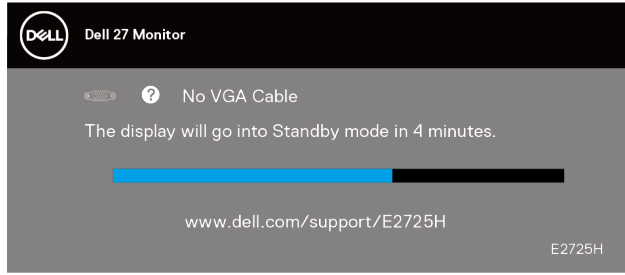 DELL
Dell 27 Monitor
? No VGA Cable
The display will go into Standby mode in 4 minutes.
www.dell.com/support/E2725H
E2725H